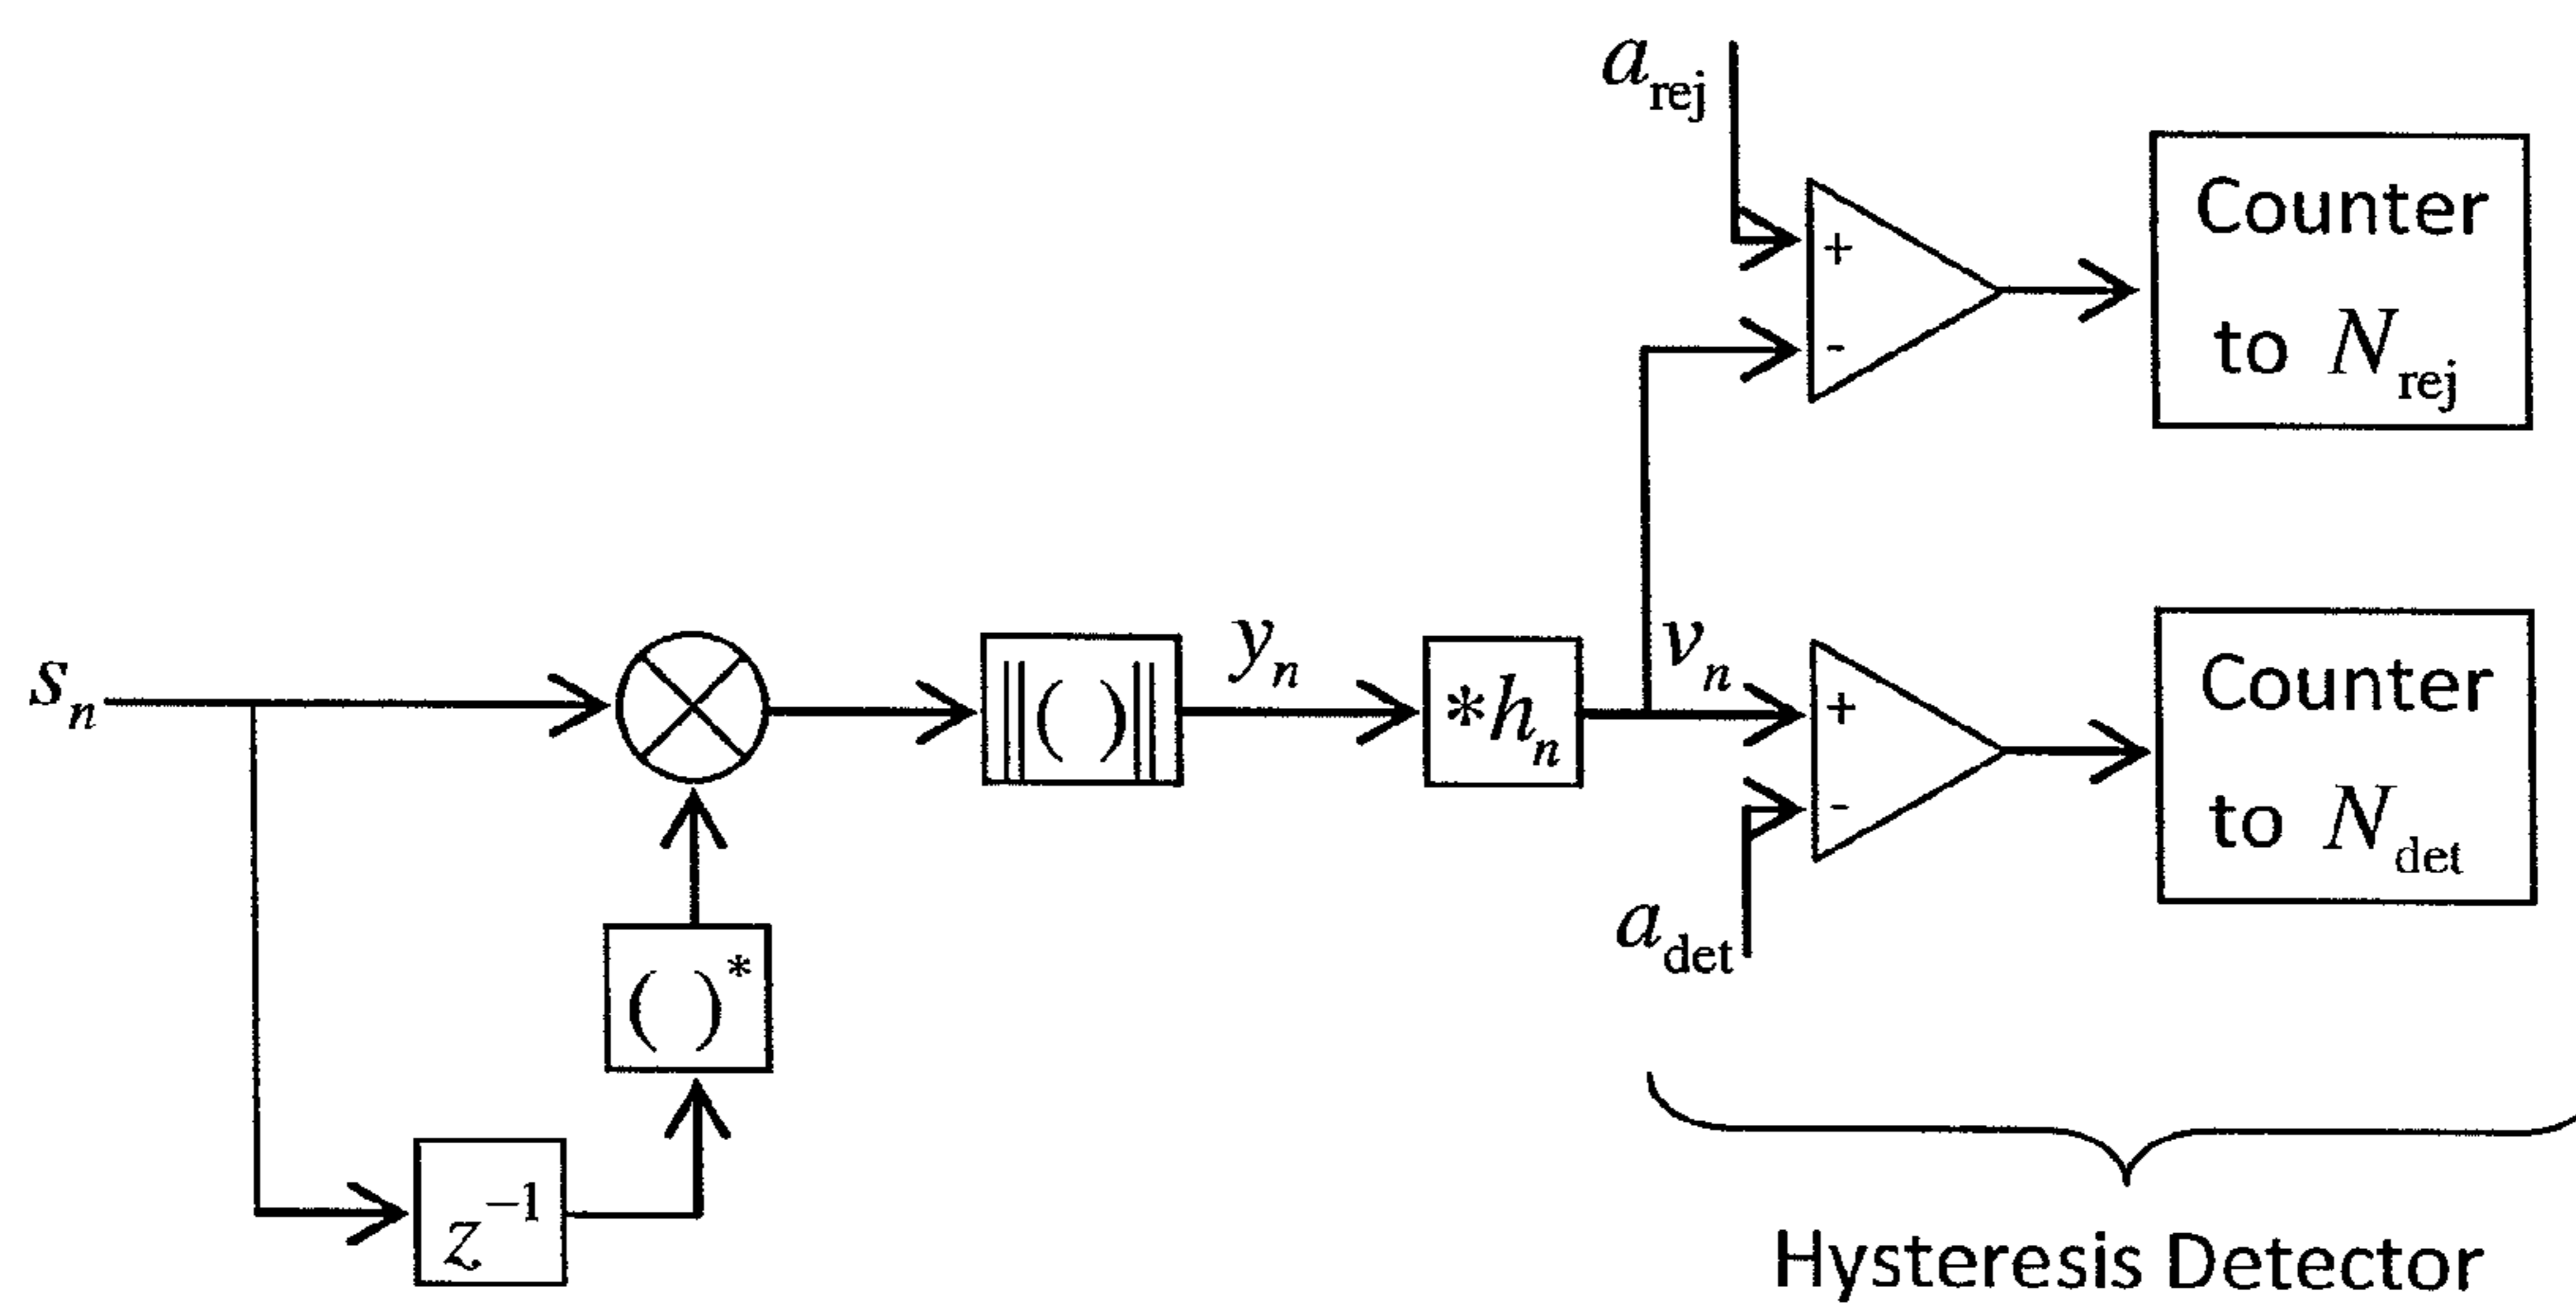 a_rej
+
-
Counter
to N_rej
s_n
‖( )‖
y_n
*h_n
v_n
+
-
a_det
Counter
to N_det
( )*
z^−1
Hysteresis Detector